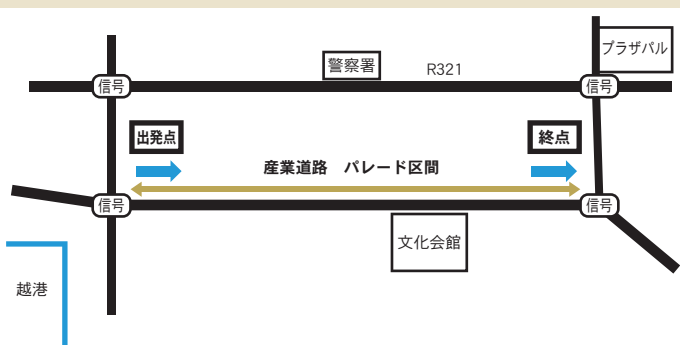 プラザパル
警察署
R321
信号
信号
出発点
終点
産業道路 パレード区間
信号
信号
文化会館
越港